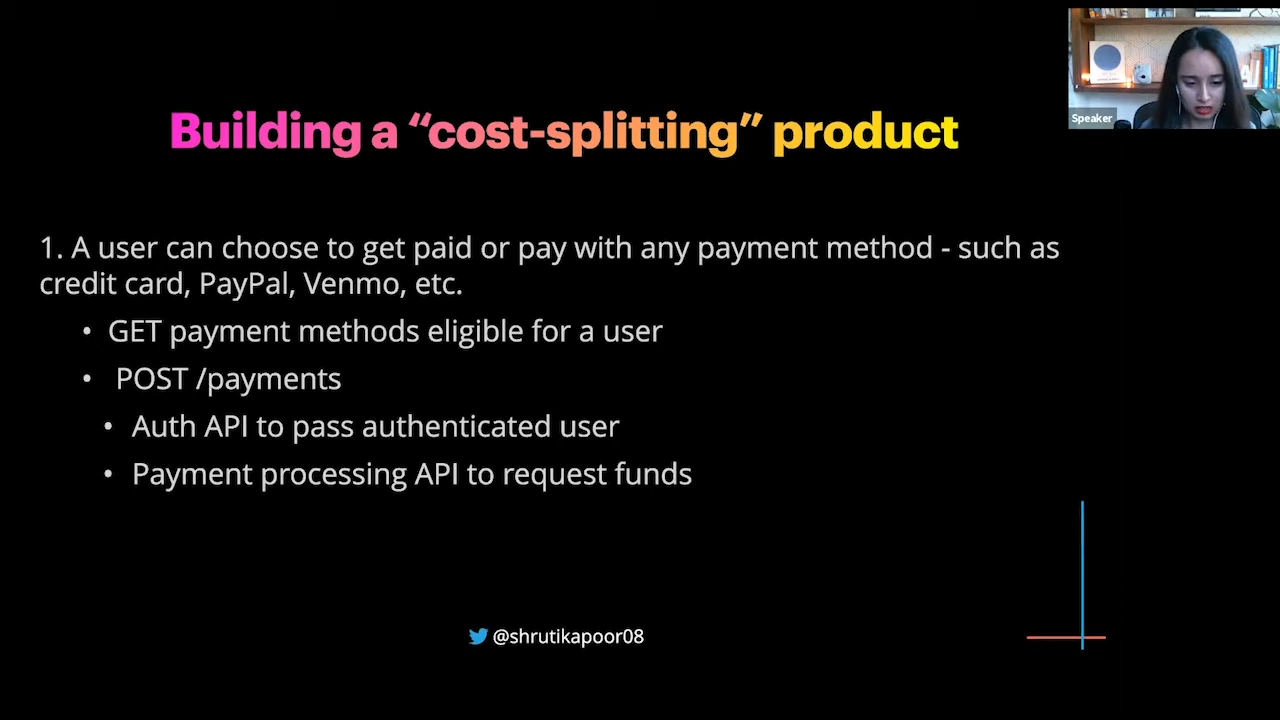 Building a “cost-splitting” product
Speaker
1. A user can choose to get paid or pay with any payment method - such as
credit card, PayPal, Venmo, etc.
• GET payment methods eligible for a user
• POST /payments
• Auth API to pass authenticated user
• Payment processing API to request funds
@shrutikapoor08